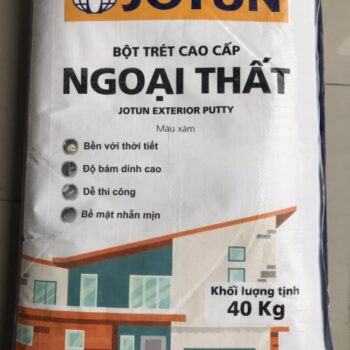 JOTUN
BỘT TRÉT CAO CẤP
NGOẠI THẤT
JOTUN EXTERIOR PUTTY
Màu xám
Bền với thời tiết
Độ bám dính cao
Dễ thi công
Bề mặt nhẵn mịn
Khối lượng tịnh
40 Kg